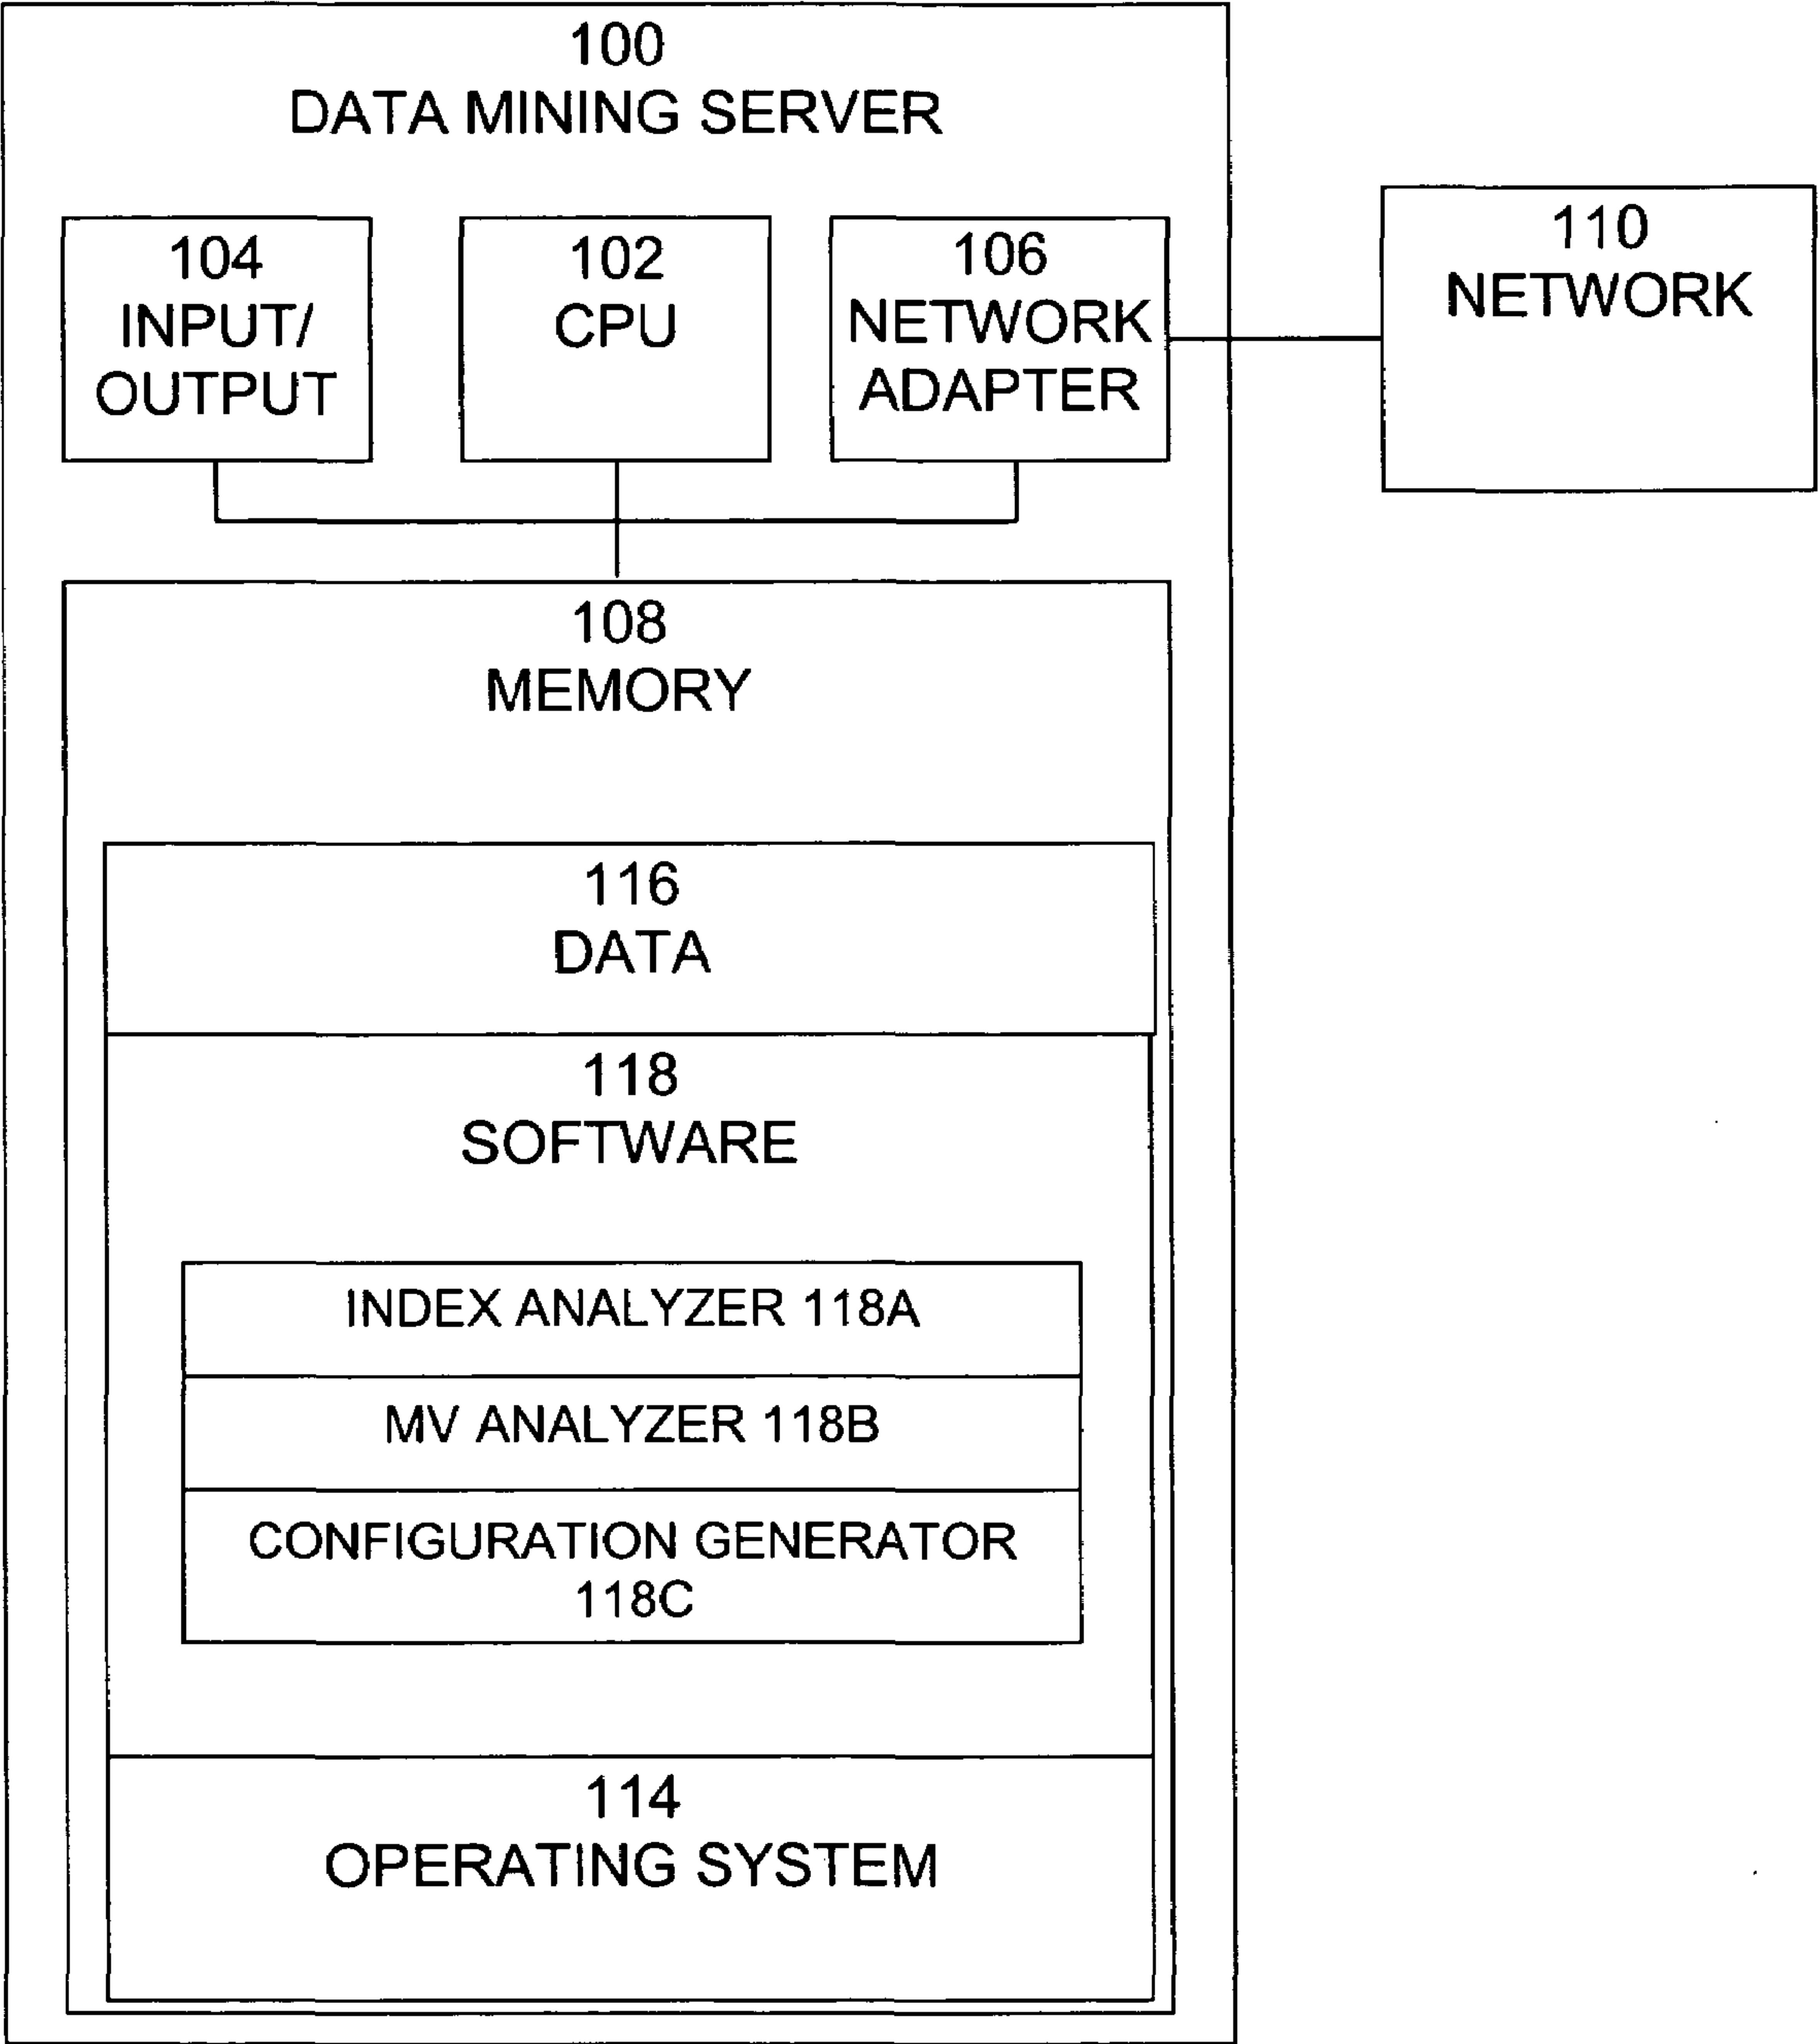 100
DATA MINING SERVER
104
INPUT/
OUTPUT
102
CPU
106
NETWORK
ADAPTER
110
NETWORK
108
MEMORY
116
DATA
118
SOFTWARE
INDEX ANALYZER 118A
MV ANALYZER 118B
CONFIGURATION GENERATOR
118C
114
OPERATING SYSTEM